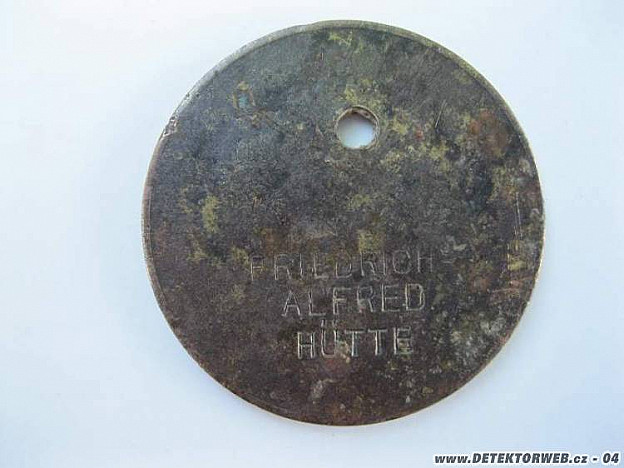 FRIEDRICH
ALFRED
HÜTTE
www.DETEKTORWEB.cz - 04